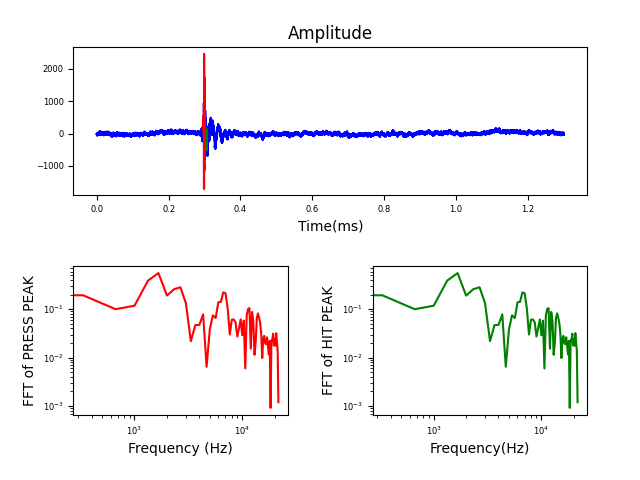 Amplitude
2000
1000
0
−1000
0.0 0.2 0.4 0.6 0.8 1.0 1.2
Time(ms)
FFT of PRESS PEAK
10⁻¹
10⁻²
10⁻³
10³ 10⁴
Frequency (Hz)
FFT of HIT PEAK
10⁻¹
10⁻²
10⁻³
10³ 10⁴
Frequency(Hz)